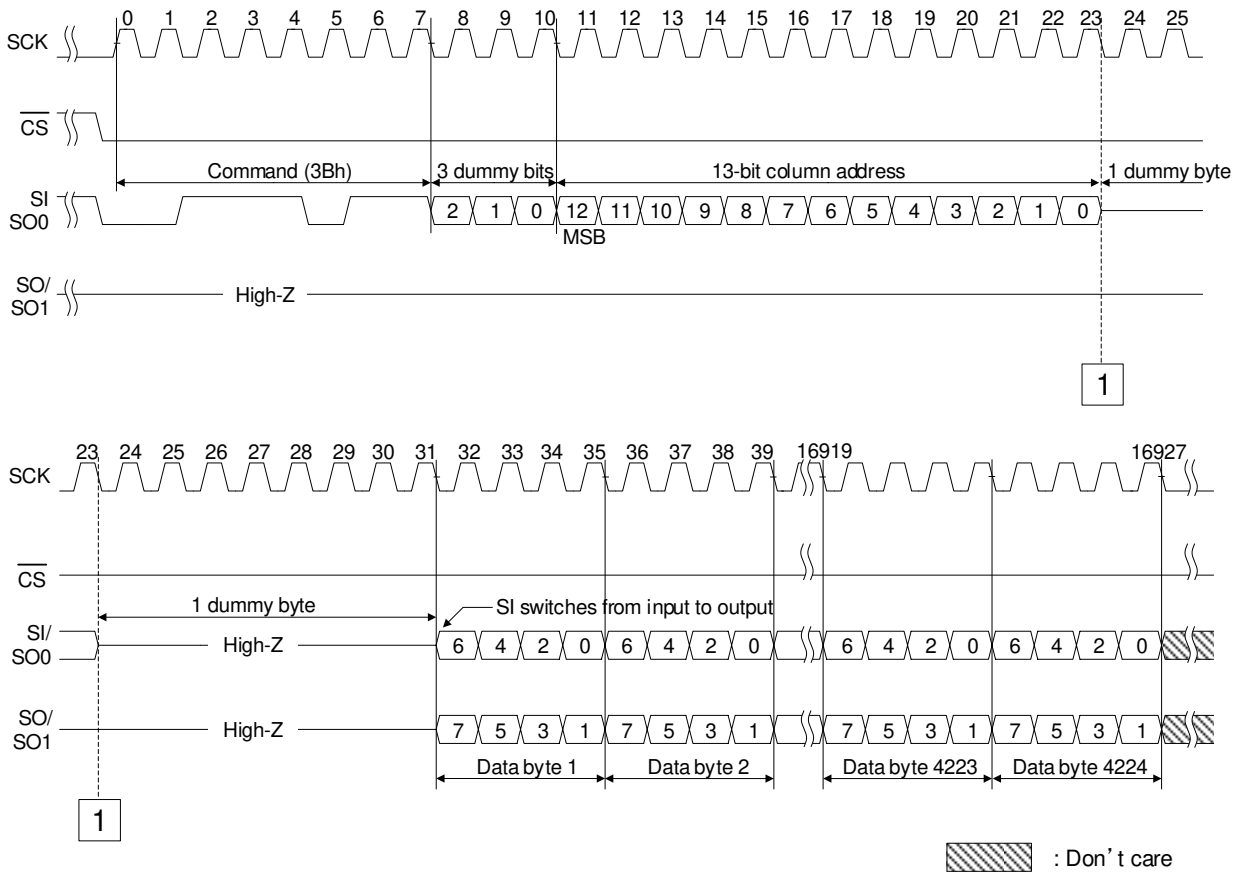 0 1 2 3 4 5 6 7 8 9 10 11 12 13 14 15 16 17 18 19 20 21 22 23 24 25
SCK
CS
Command (3Bh) 3 dummy bits 13-bit column address 1 dummy byte
SI
SO0
2 1 0 12 11 10 9 8 7 6 5 4 3 2 1 0
MSB
SO/
SO1
High-Z
1
23 24 25 26 27 28 29 30 31 32 33 34 35 36 37 38 39 16919 16927
SCK
CS
1 dummy byte SI switches from input to output
SI/
SO0
High-Z 6 4 2 0 6 4 2 0 6 4 2 0 6 4 2 0
SO/
SO1
High-Z 7 5 3 1 7 5 3 1 7 5 3 1 7 5 3 1
Data byte 1 Data byte 2 Data byte 4223 Data byte 4224
1
: Don't care